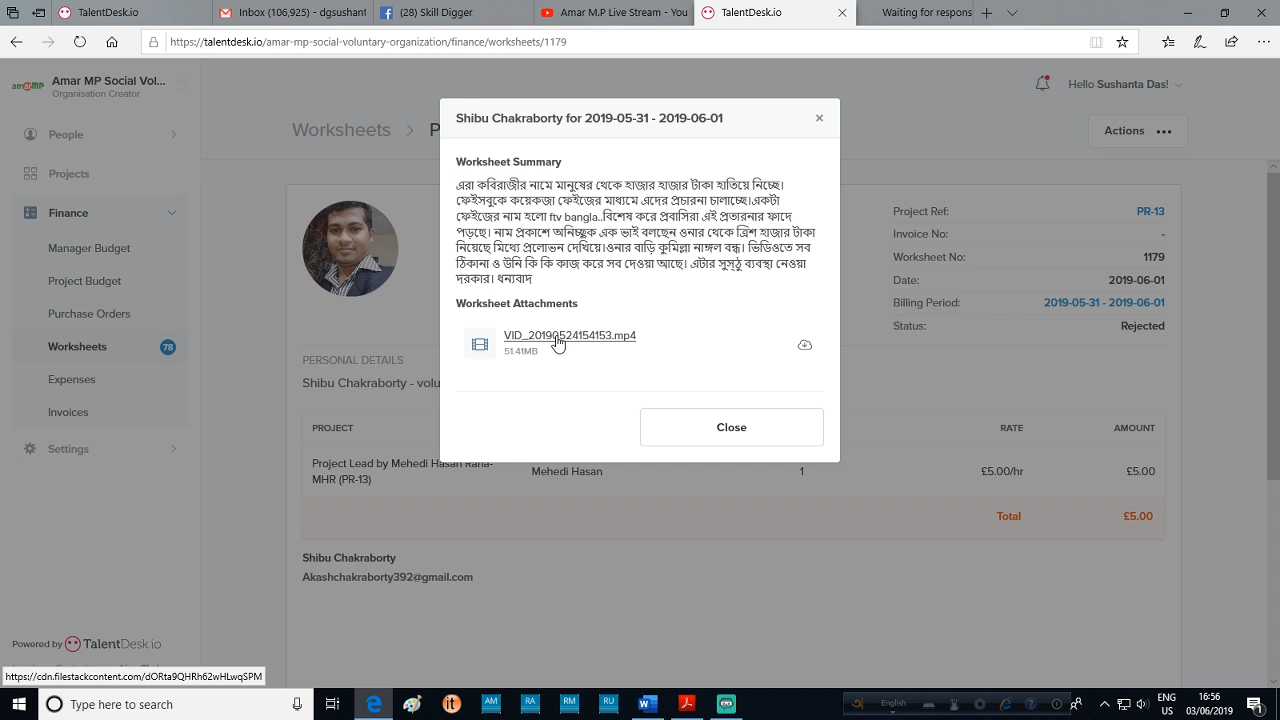 TalentDesk.io
Inbox (106,925) - dgsushant
(28) Skill Digger
Amar M.P Live Stream - You
TalentDesk.io
Waiting for respons
https://talentdesk.io/amar-mp-social-voluntary-organization/finance/worksheets/1179
amarMP
Amar MP Social Vol...
Organisation Creator
Hello Sushanta Das!
People
Projects
Finance
Manager Budget
Project Budget
Purchase Orders
Worksheets 78
Expenses
Invoices
Settings
Powered by TalentDesk.io
Worksheets > P
Actions
Shibu Chakraborty for 2019-05-31 - 2019-06-01
Worksheet Summary
এরা কবিরাজীর নামে মানুষের থেকে হাজার হাজার টাকা হাতিয়ে নিচ্ছে।
ফেইসবুকে কয়েকজা ফেইজের মাধ্যমে এদের প্রচারনা চালাচ্ছে।একটা
ফেইজের নাম হলো ftv bangla..বিশেষ করে প্রবাসিরা এই প্রতারনার ফাদে
পড়ছে। নাম প্রকাশে অনিচ্ছুক এক ভাই বলছেন ওনার থেকে ত্রিশ হাজার টাকা
নিয়েছে মিথ্যে প্রলোভন দেখিয়ে।ওনার বাড়ি কুমিল্লা নাঙ্গল বন্ধ। ভিডিওতে সব
ঠিকানা ও উনি কি কি কাজ করে সব দেওয়া আছে। এটার সুস্ঠু ব্যবস্থা নেওয়া
দরকার। ধন্যবাদ
Worksheet Attachments
VID_20190524154153.mp4
51.41MB
Close
Project Ref: PR-13
Invoice No: -
Worksheet No: 1179
Date: 2019-06-01
Billing Period: 2019-05-31 - 2019-06-01
Status: Rejected
PERSONAL DETAILS
Shibu Chakraborty - volu
PROJECT RATE AMOUNT
Project Lead by Mehedi Hasan Rana-
MHR (PR-13) Mehedi Hasan 1 £5.00/hr £5.00
Total £5.00
Shibu Chakraborty
Akashchakraborty392@gmail.com
https://cdn.filestackcontent.com/dORta9QHRh62wHLwqSPM
Type here to search
AM
RA
RM
RU
English
ENG
US
16:56
03/06/2019